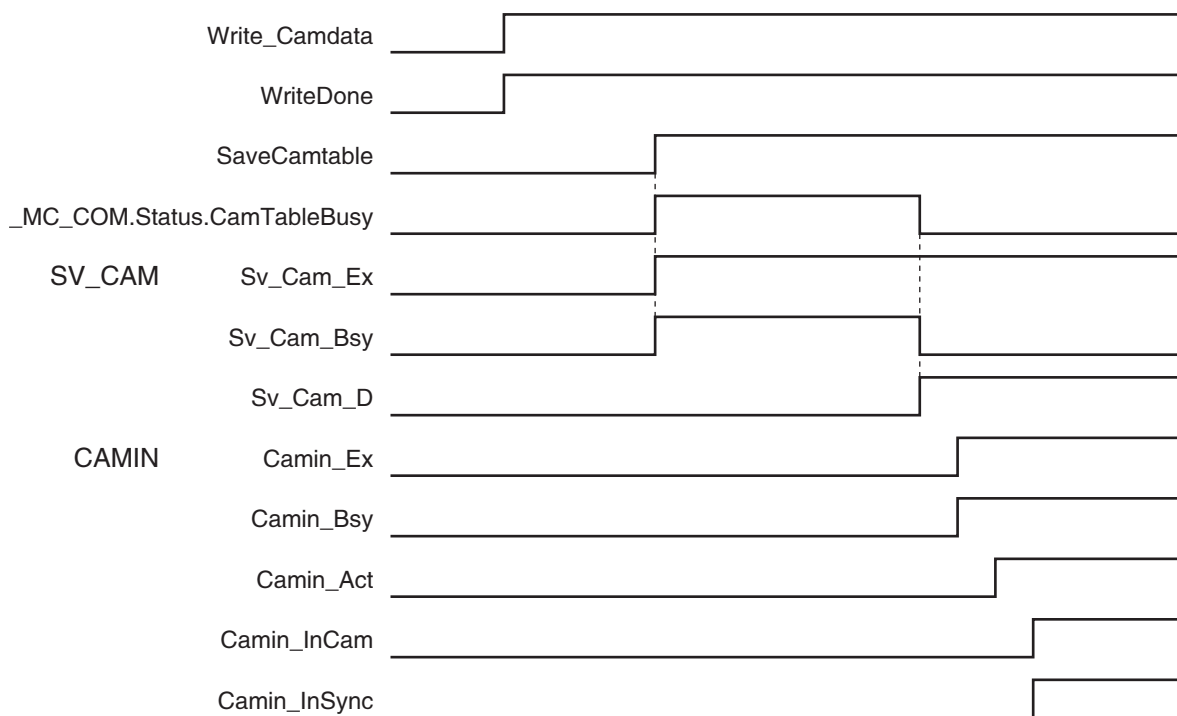 Write_Camdata
WriteDone
SaveCamtable
_MC_COM.Status.CamTableBusy
SV_CAM Sv_Cam_Ex
Sv_Cam_Bsy
Sv_Cam_D
CAMIN Camin_Ex
Camin_Bsy
Camin_Act
Camin_InCam
Camin_InSync